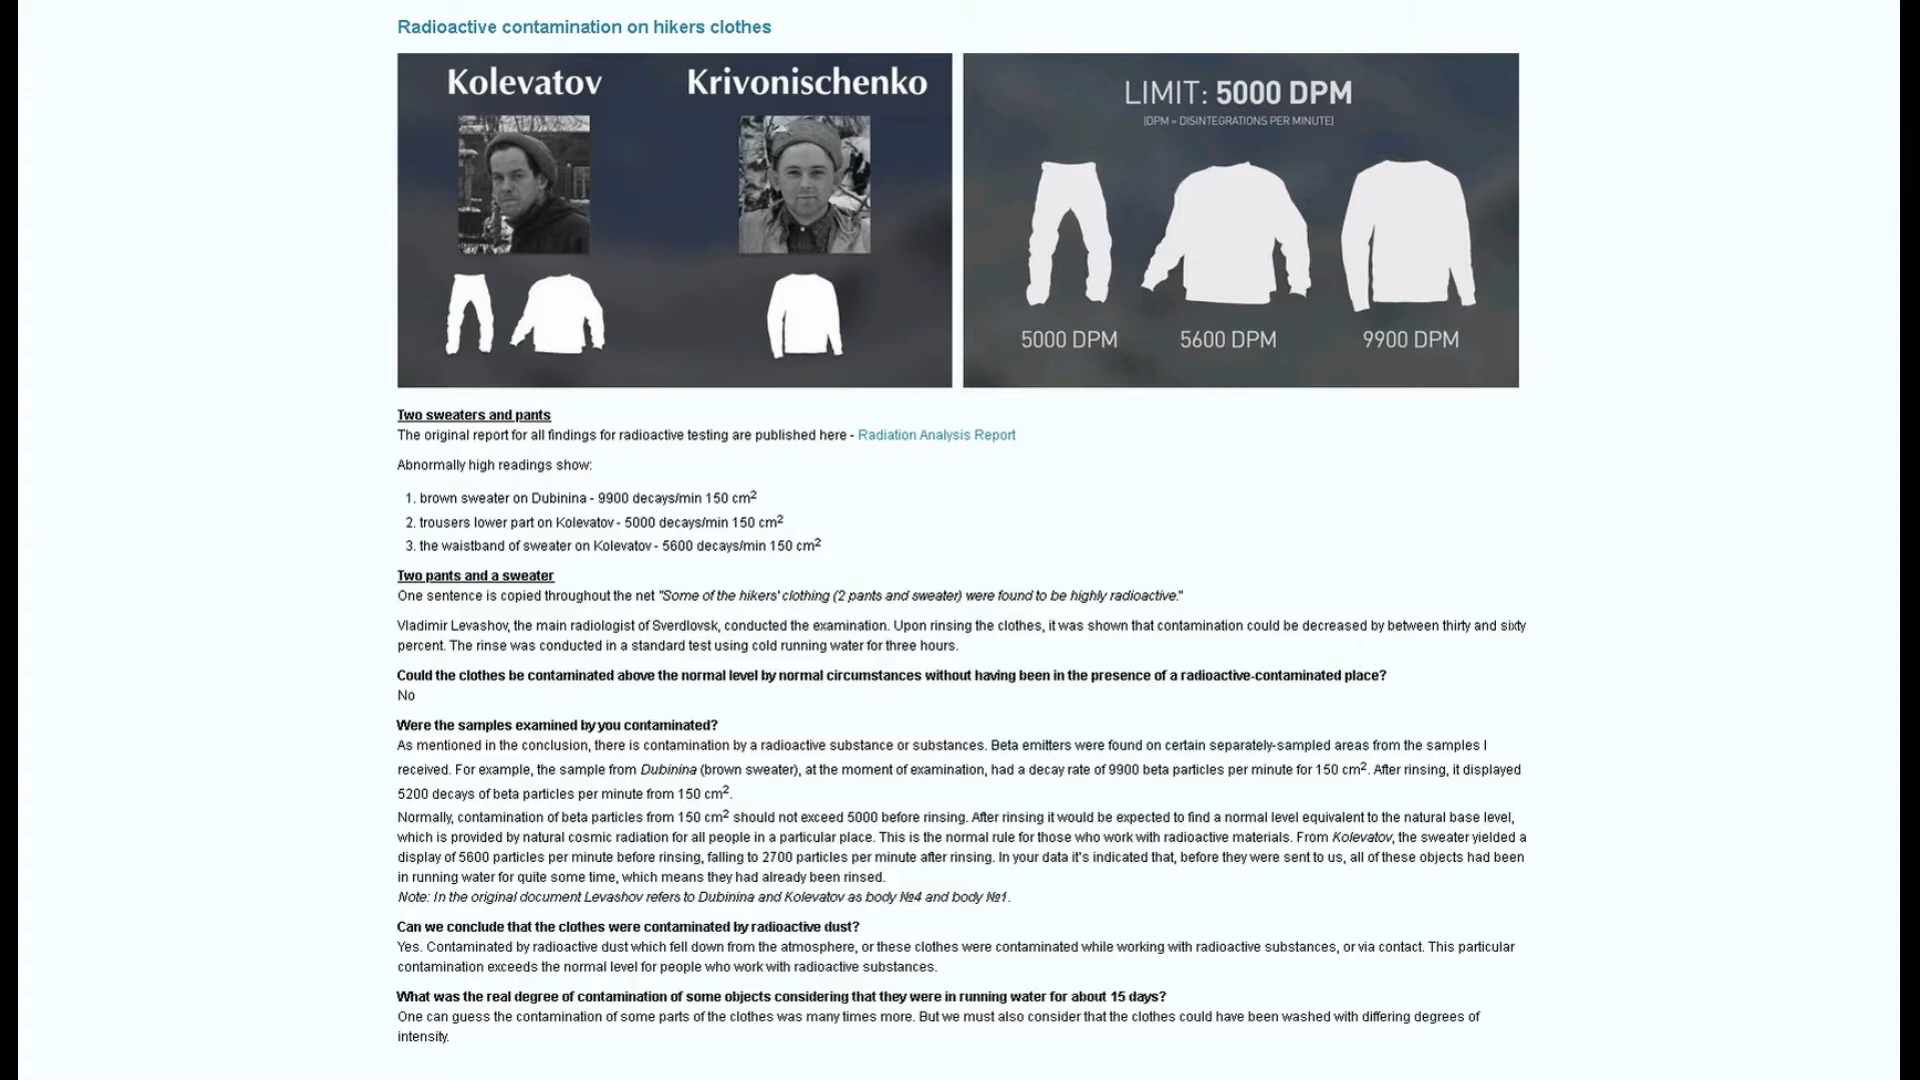 Radioactive contamination on hikers clothes
Kolevatov
Krivonischenko
LIMIT: 5000 DPM
(DPM = DISINTEGRATIONS PER MINUTE)
5000 DPM
5600 DPM
9900 DPM
Two sweaters and pants
The original report for all findings for radioactive testing are published here - Radiation Analysis Report
Abnormally high readings show:
1. brown sweater on Dubinina - 9900 decays/min 150 cm²
2. trousers lower part on Kolevatov - 5000 decays/min 150 cm²
3. the waistband of sweater on Kolevatov - 5600 decays/min 150 cm²
Two pants and a sweater
One sentence is copied throughout the net "Some of the hikers' clothing (2 pants and sweater) were found to be highly radioactive."
Vladimir Levashov, the main radiologist of Sverdlovsk, conducted the examination. Upon rinsing the clothes, it was shown that contamination could be decreased by between thirty and sixty
percent. The rinse was conducted in a standard test using cold running water for three hours.
Could the clothes be contaminated above the normal level by normal circumstances without having been in the presence of a radioactive-contaminated place?
No
Were the samples examined by you contaminated?
As mentioned in the conclusion, there is contamination by a radioactive substance or substances. Beta emitters were found on certain separately-sampled areas from the samples I
received. For example, the sample from Dubinina (brown sweater), at the moment of examination, had a decay rate of 9900 beta particles per minute for 150 cm². After rinsing, it displayed
5200 decays of beta particles per minute from 150 cm².
Normally, contamination of beta particles from 150 cm² should not exceed 5000 before rinsing. After rinsing it would be expected to find a normal level equivalent to the natural base level,
which is provided by natural cosmic radiation for all people in a particular place. This is the normal rule for those who work with radioactive materials. From Kolevatov, the sweater yielded a
display of 5600 particles per minute before rinsing, falling to 2700 particles per minute after rinsing. In your data it's indicated that, before they were sent to us, all of these objects had been
in running water for quite some time, which means they had already been rinsed.
Note: In the original document Levashov refers to Dubinina and Kolevatov as body №4 and body №1.
Can we conclude that the clothes were contaminated by radioactive dust?
Yes. Contaminated by radioactive dust which fell down from the atmosphere, or these clothes were contaminated while working with radioactive substances, or via contact. This particular
contamination exceeds the normal level for people who work with radioactive substances.
What was the real degree of contamination of some objects considering that they were in running water for about 15 days?
One can guess the contamination of some parts of the clothes was many times more. But we must also consider that the clothes could have been washed with differing degrees of
intensity.